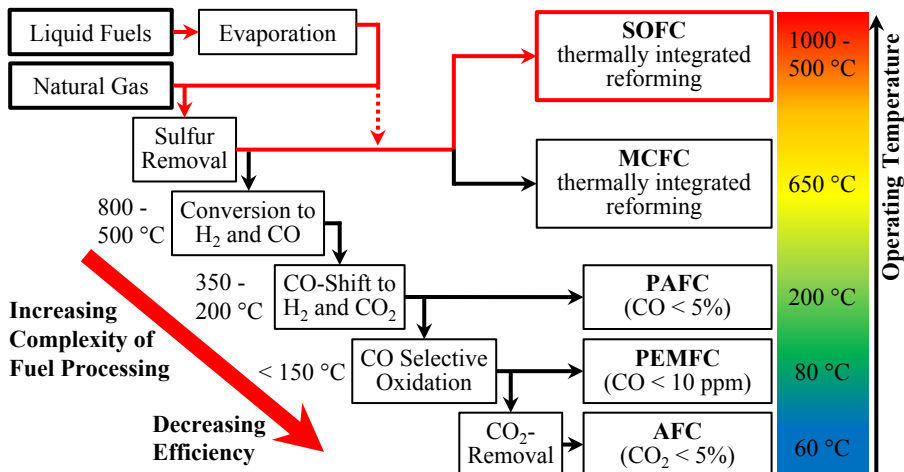 Liquid Fuels
Evaporation
SOFC
thermally integrated
reforming
1000 -
500 °C
Natural Gas
Sulfur
Removal
MCFC
thermally integrated
reforming
650 °C
Operating Temperature
800 -
500 °C
Conversion to
H₂ and CO
350 -
200 °C
CO-Shift to
H₂ and CO₂
PAFC
(CO < 5%)
200 °C
Increasing
Complexity of
Fuel Processing
< 150 °C
CO Selective
Oxidation
PEMFC
(CO < 10 ppm)
80 °C
Decreasing
Efficiency
CO₂-
Removal
AFC
(CO₂ < 5%)
60 °C